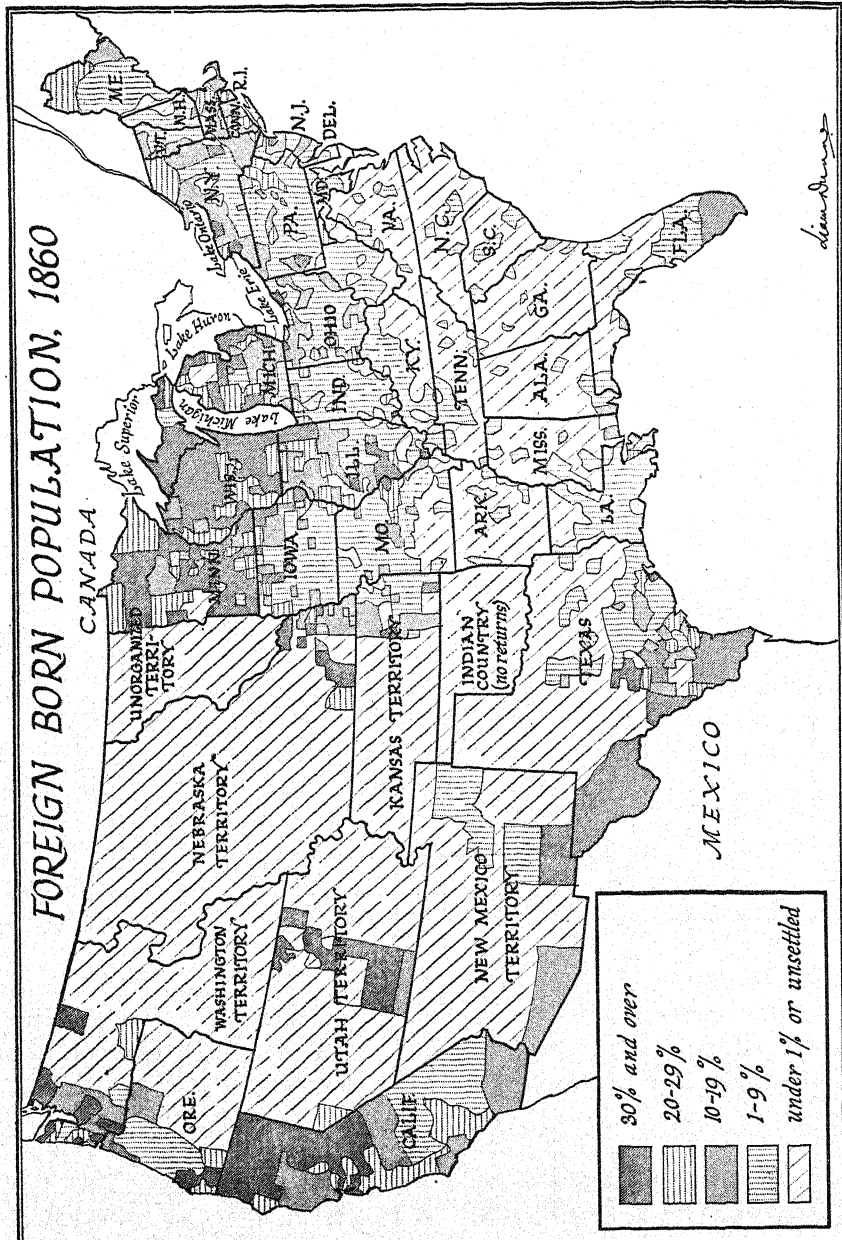 FOREIGN BORN POPULATION, 1860
CANADA
Lake Superior
Lake Huron
Lake Michigan
Lake Erie
Lake Ontario
ME.
N.H.
VT.
MASS.
CONN.
R.I.
N.Y.
N.J.
DEL.
MD.
PA.
VA.
N.C.
S.C.
GA.
FLA.
OHIO
MICH.
IND.
KY.
TENN.
ALA.
MISS.
WIS.
ILL.
MINN.
IOWA
MO.
ARK.
LA.
UNORGANIZED
TERRI-
TORY
NEBRASKA
TERRITORY
KANSAS TERRITORY
INDIAN
COUNTRY
(no returns)
TEXAS
WASHINGTON
TERRITORY
ORE.
UTAH TERRITORY
NEW MEXICO
TERRITORY
CALIF.
MEXICO
30% and over
20-29%
10-19%
1-9%
under 1% or unsettled